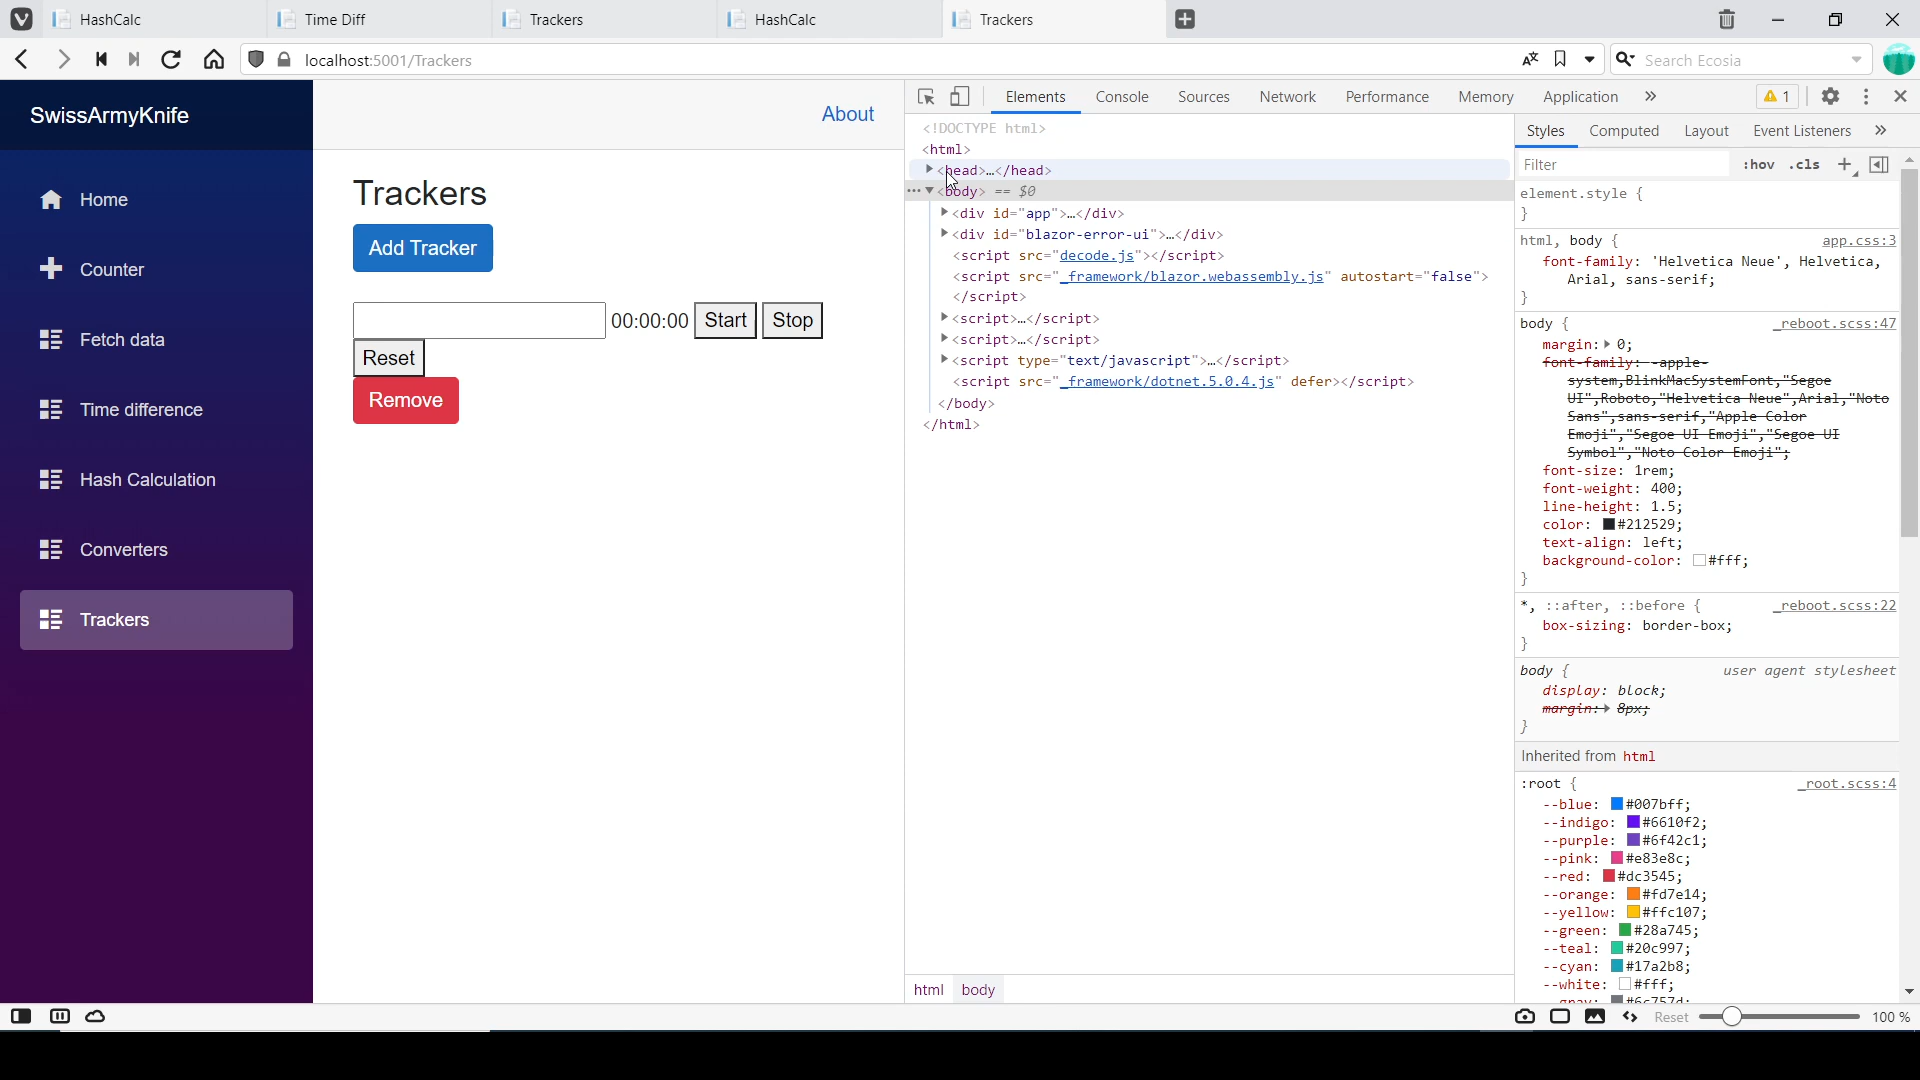 HashCalc
Time Diff
Trackers
HashCalc
Trackers
localhost:5001/Trackers
Search Ecosia
SwissArmyKnife
Home
Counter
Fetch data
Time difference
Hash Calculation
Converters
Trackers
About
Trackers
Add Tracker
00:00:00 Start Stop
Reset
Remove
Elements Console Sources Network Performance Memory Application » 1
<!DOCTYPE html>
<html>
<head>…</head>
<body> == $0
<div id="app">…</div>
<div id="blazor-error-ui">…</div>
<script src="decode.js"></script>
<script src="_framework/blazor.webassembly.js" autostart="false">
</script>
<script>…</script>
<script>…</script>
<script type="text/javascript">…</script>
<script src="_framework/dotnet.5.0.4.js" defer></script>
</body>
</html>
html body
Styles Computed Layout Event Listeners »
Filter :hov .cls +
element.style {
}
html, body { app.css:3
font-family: 'Helvetica Neue', Helvetica,
Arial, sans-serif;
}
body { _reboot.scss:47
margin: 0;
font-family: -apple-
system,BlinkMacSystemFont,"Segoe
UI",Roboto,"Helvetica Neue",Arial,"Noto
Sans",sans-serif,"Apple Color
Emoji","Segoe UI Emoji","Segoe UI
Symbol","Noto Color Emoji";
font-size: 1rem;
font-weight: 400;
line-height: 1.5;
color: #212529;
text-align: left;
background-color: #fff;
}
*, ::after, ::before { _reboot.scss:22
box-sizing: border-box;
}
body { user agent stylesheet
display: block;
margin: 8px;
}
Inherited from html
:root { _root.scss:4
--blue: #007bff;
--indigo: #6610f2;
--purple: #6f42c1;
--pink: #e83e8c;
--red: #dc3545;
--orange: #fd7e14;
--yellow: #ffc107;
--green: #28a745;
--teal: #20c997;
--cyan: #17a2b8;
--white: #fff;
--gray: #6c757d;
Reset 100 %